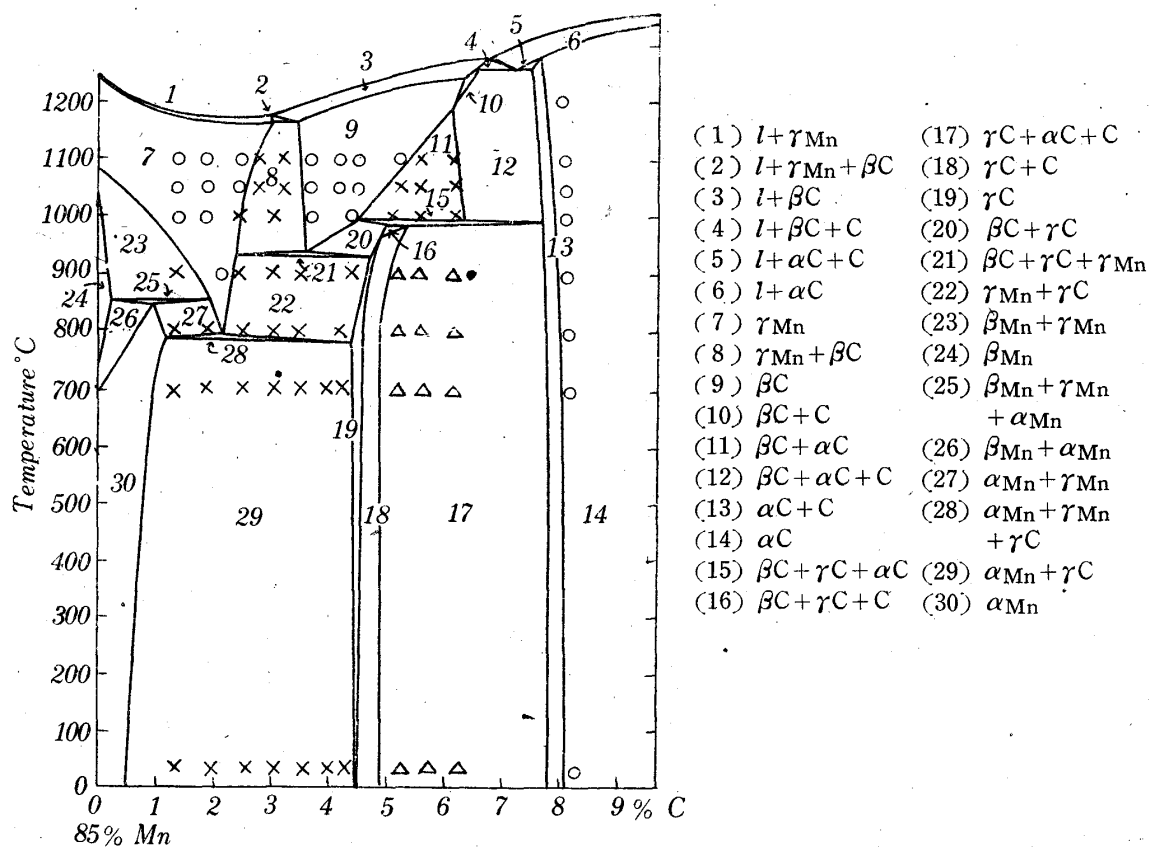 1200
1100
1000
900
800
700
600
500
400
300
200
100
0
Temperature°C
0 1 2 3 4 5 6 7 8 9 % C
85% Mn
1
2
3
4
5
6
7
8
9
10
11
12
13
14
15
16
17
18
19
20
21
22
23
24
25
26
27
28
29
30
(1) l+γMn
(2) l+γMn+βC
(3) l+βC
(4) l+βC+C
(5) l+αC+C
(6) l+αC
(7) γMn
(8) γMn+βC
(9) βC
(10) βC+C
(11) βC+αC
(12) βC+αC+C
(13) αC+C
(14) αC
(15) βC+γC+αC
(16) βC+γC+C
(17) γC+αC+C
(18) γC+C
(19) γC
(20) βC+γC
(21) βC+γC+γMn
(22) γMn+γC
(23) βMn+γMn
(24) βMn
(25) βMn+γMn
+αMn
(26) βMn+αMn
(27) αMn+γMn
(28) αMn+γMn
+γC
(29) αMn+γC
(30) αMn